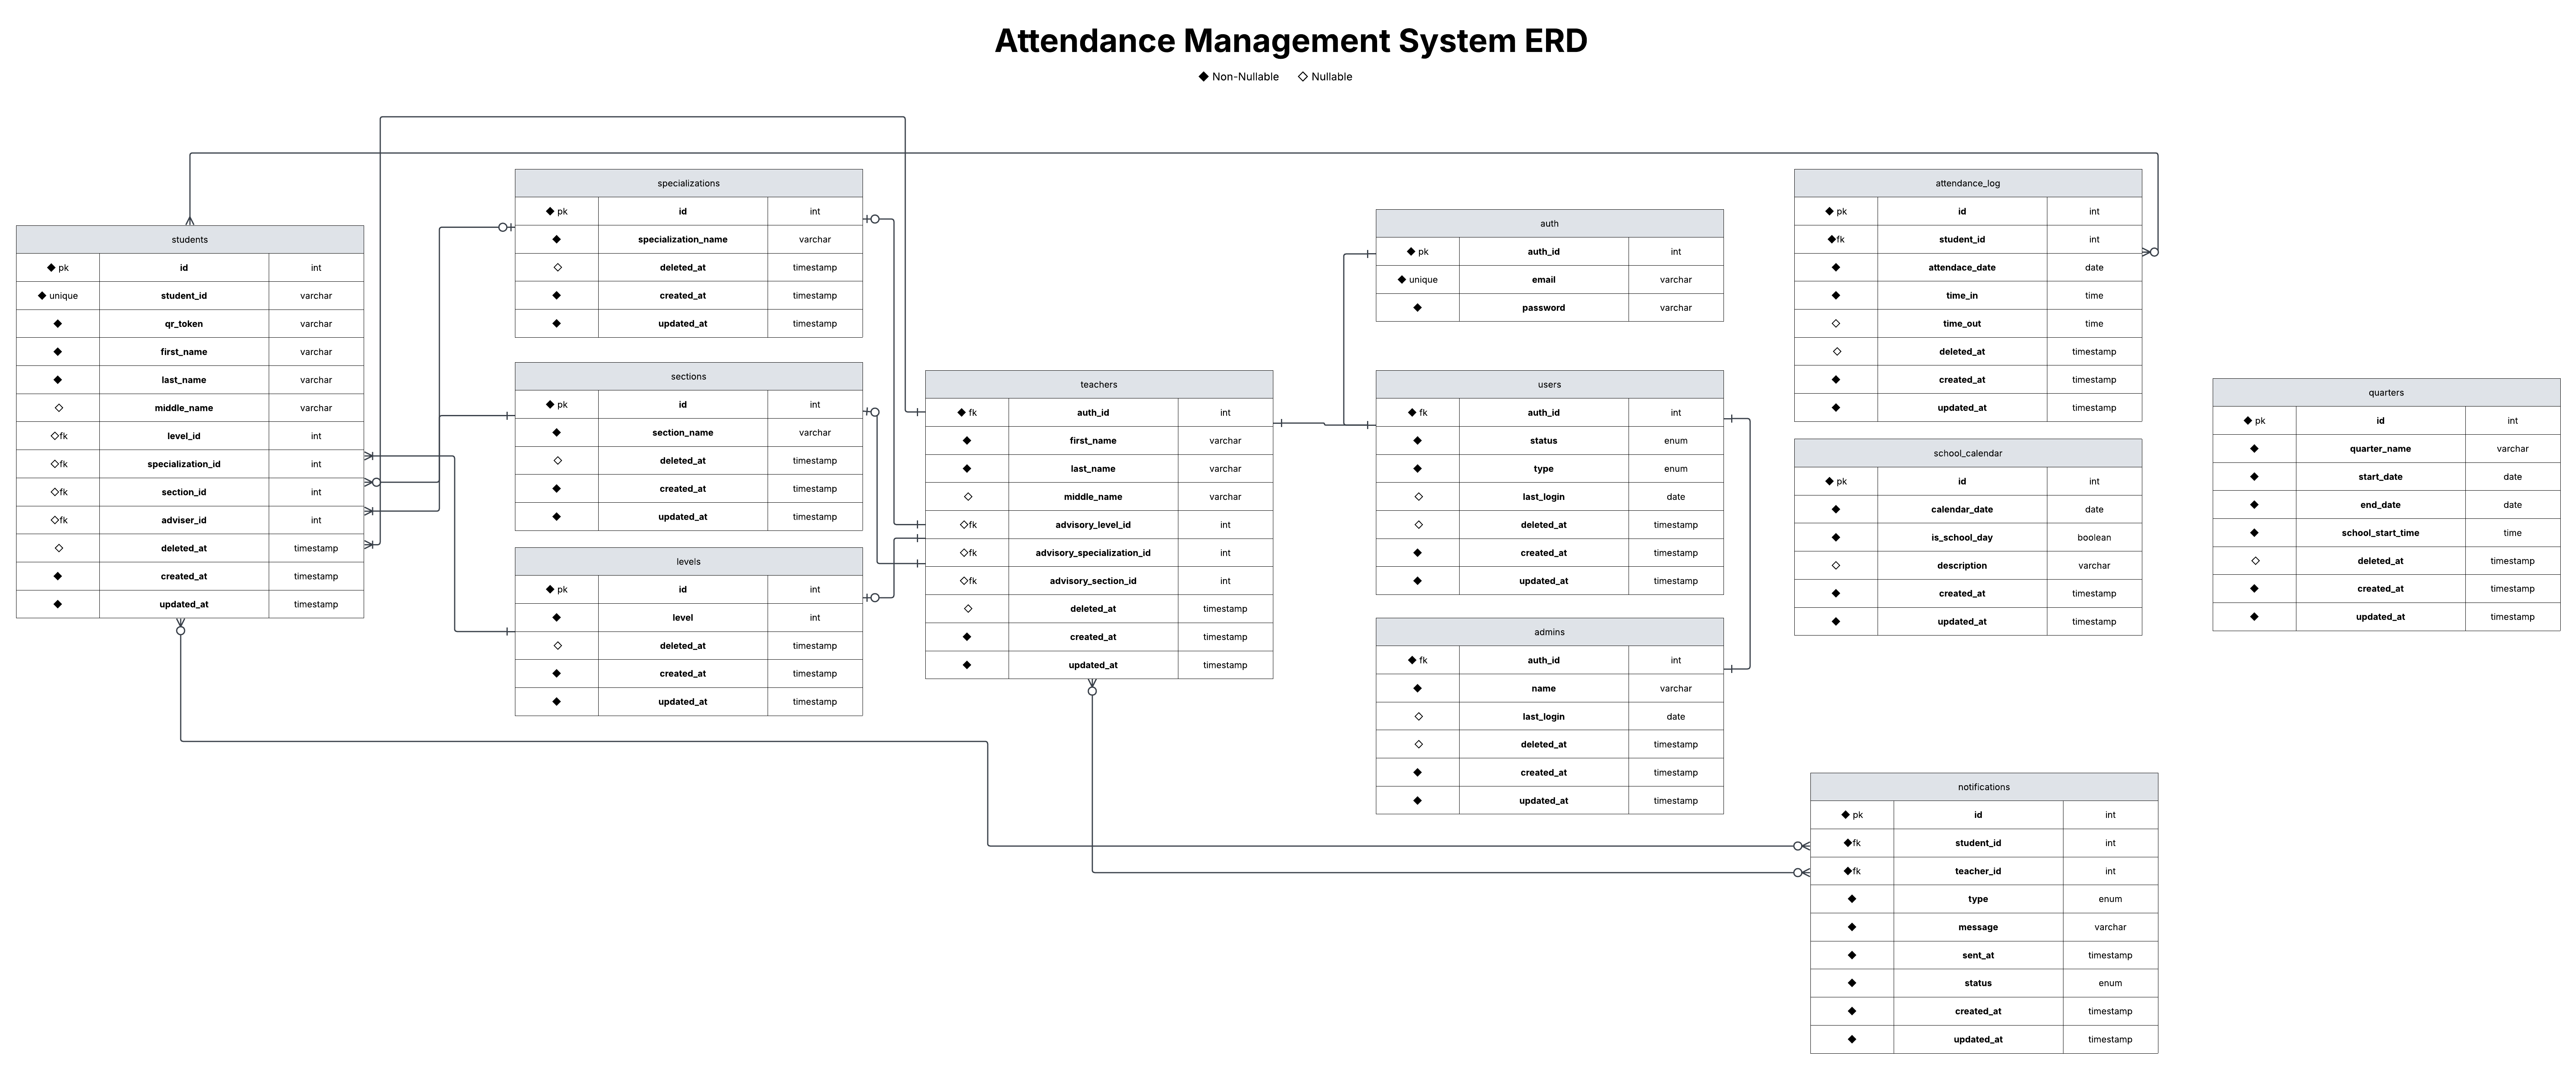 Attendance Management System ERD
◆ Non-Nullable ◇ Nullable
students
◆ pk id int
◆ unique student_id varchar
◆ qr_token varchar
◆ first_name varchar
◆ last_name varchar
◇ middle_name varchar
◇fk level_id int
◇fk specialization_id int
◇fk section_id int
◇fk adviser_id int
◇ deleted_at timestamp
◆ created_at timestamp
◆ updated_at timestamp
specializations
◆ pk id int
◆ specialization_name varchar
◇ deleted_at timestamp
◆ created_at timestamp
◆ updated_at timestamp
sections
◆ pk id int
◆ section_name varchar
◇ deleted_at timestamp
◆ created_at timestamp
◆ updated_at timestamp
levels
◆ pk id int
◆ level int
◇ deleted_at timestamp
◆ created_at timestamp
◆ updated_at timestamp
teachers
◆ fk auth_id int
◆ first_name varchar
◆ last_name varchar
◇ middle_name varchar
◇fk advisory_level_id int
◇fk advisory_specialization_id int
◇fk advisory_section_id int
◇ deleted_at timestamp
◆ created_at timestamp
◆ updated_at timestamp
auth
◆ pk auth_id int
◆ unique email varchar
◆ password varchar
users
◆ fk auth_id int
◆ status enum
◆ type enum
◇ last_login date
◇ deleted_at timestamp
◆ created_at timestamp
◆ updated_at timestamp
admins
◆ fk auth_id int
◆ name varchar
◇ last_login date
◇ deleted_at timestamp
◆ created_at timestamp
◆ updated_at timestamp
attendance_log
◆ pk id int
◆fk student_id int
◆ attendace_date date
◆ time_in time
◇ time_out time
◇ deleted_at timestamp
◆ created_at timestamp
◆ updated_at timestamp
school_calendar
◆ pk id int
◆ calendar_date date
◆ is_school_day boolean
◇ description varchar
◆ created_at timestamp
◆ updated_at timestamp
quarters
◆ pk id int
◆ quarter_name varchar
◆ start_date date
◆ end_date date
◆ school_start_time time
◇ deleted_at timestamp
◆ created_at timestamp
◆ updated_at timestamp
notifications
◆ pk id int
◆fk student_id int
◆fk teacher_id int
◆ type enum
◆ message varchar
◆ sent_at timestamp
◆ status enum
◆ created_at timestamp
◆ updated_at timestamp